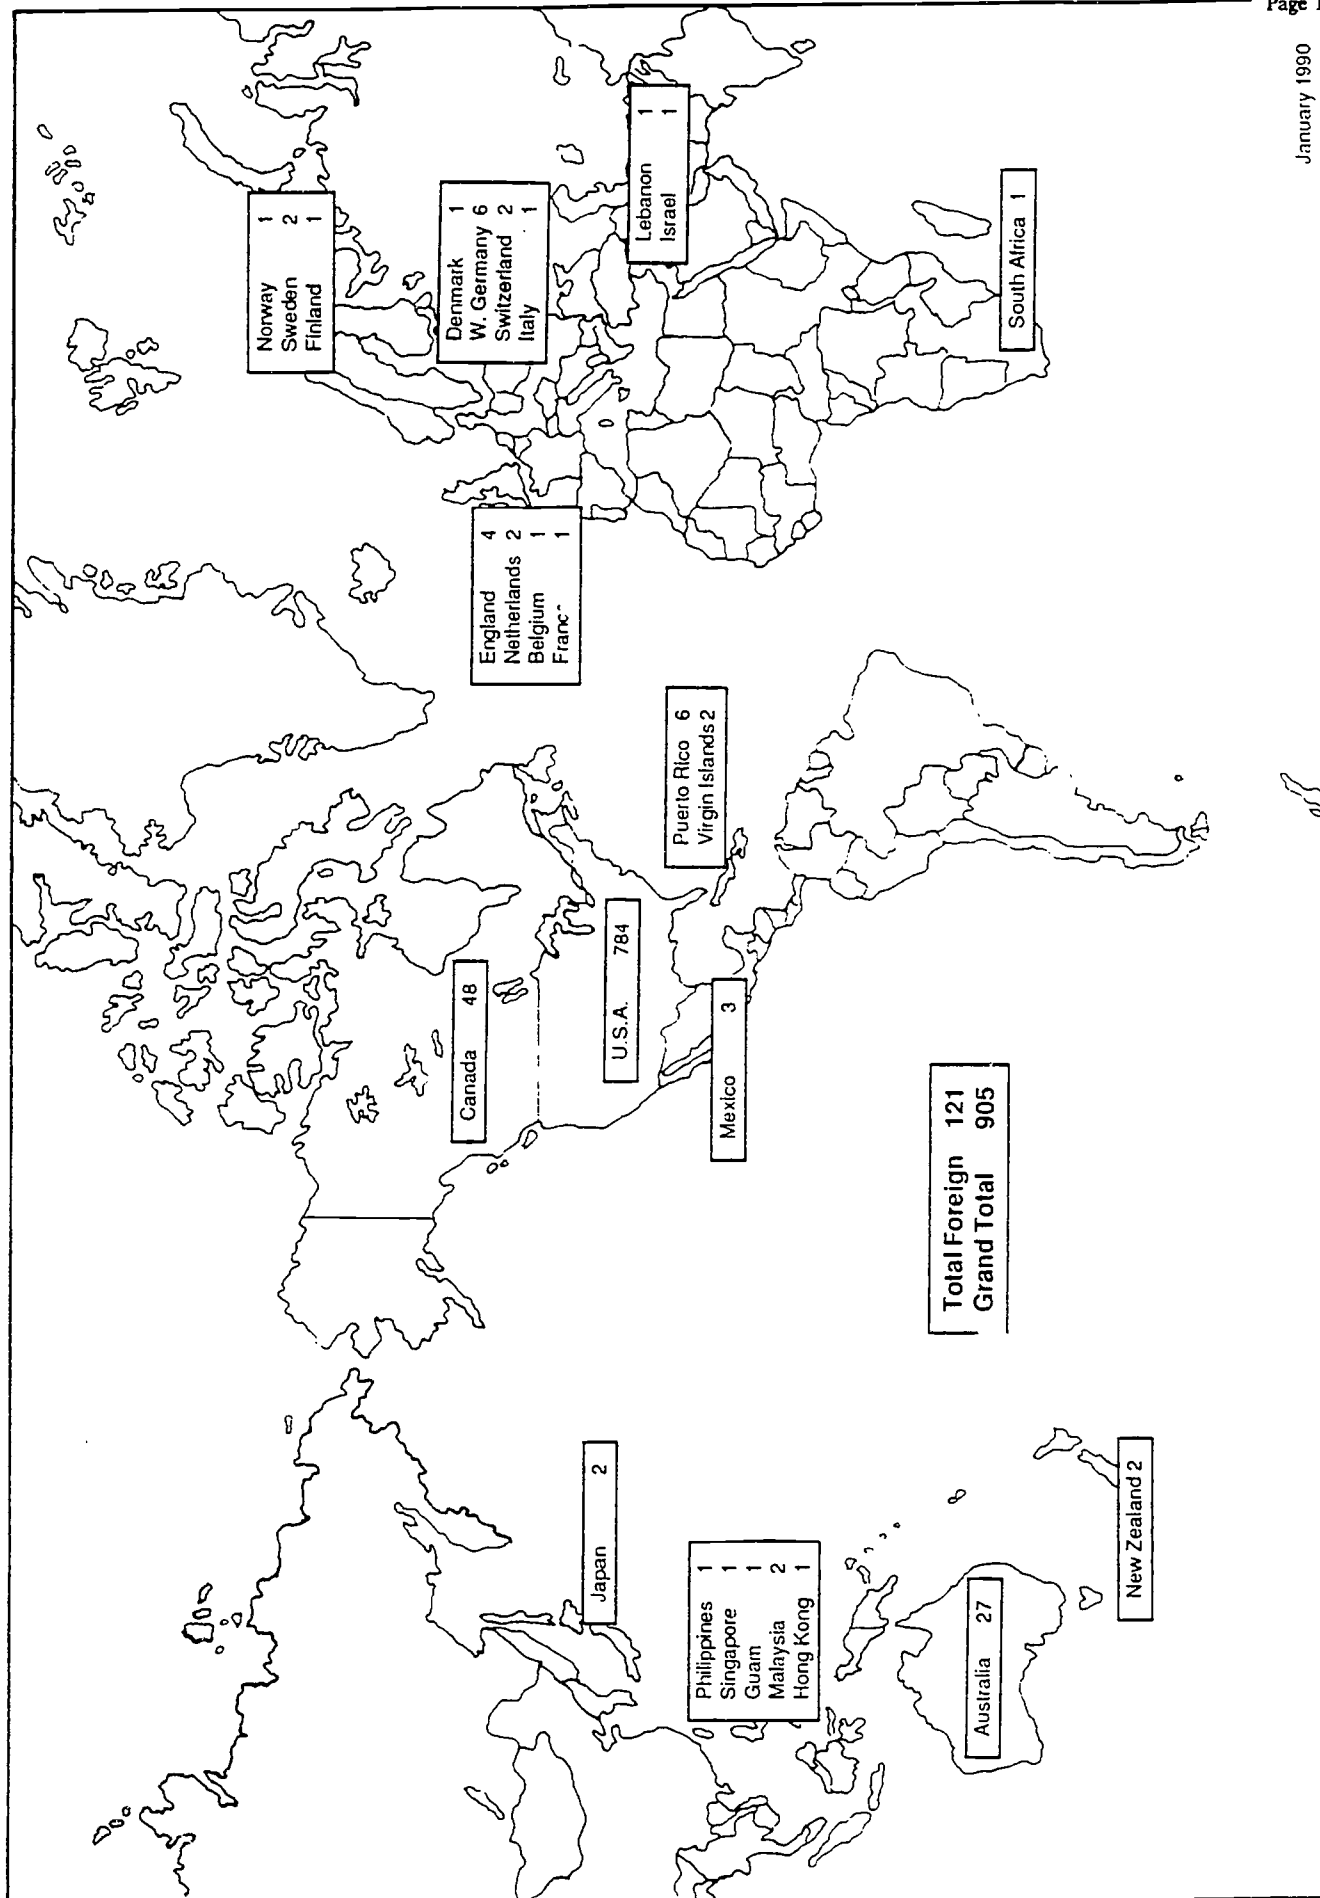 Page 1
January 1990
Norway 1
Sweden 2
Finland 1
Denmark 1
W. Germany 6
Switzerland 2
Italy 1
Lebanon 1
Israel 1
South Africa 1
England 4
Netherlands 2
Belgium 1
Franc 1
Puerto Rico 6
Virgin Islands 2
Canada 48
U.S.A. 784
Mexico 3
Total Foreign 121
Grand Total 905
Japan 2
Philippines 1
Singapore 1
Guam 1
Malaysia 2
Hong Kong 1
Australia 27
New Zealand 2